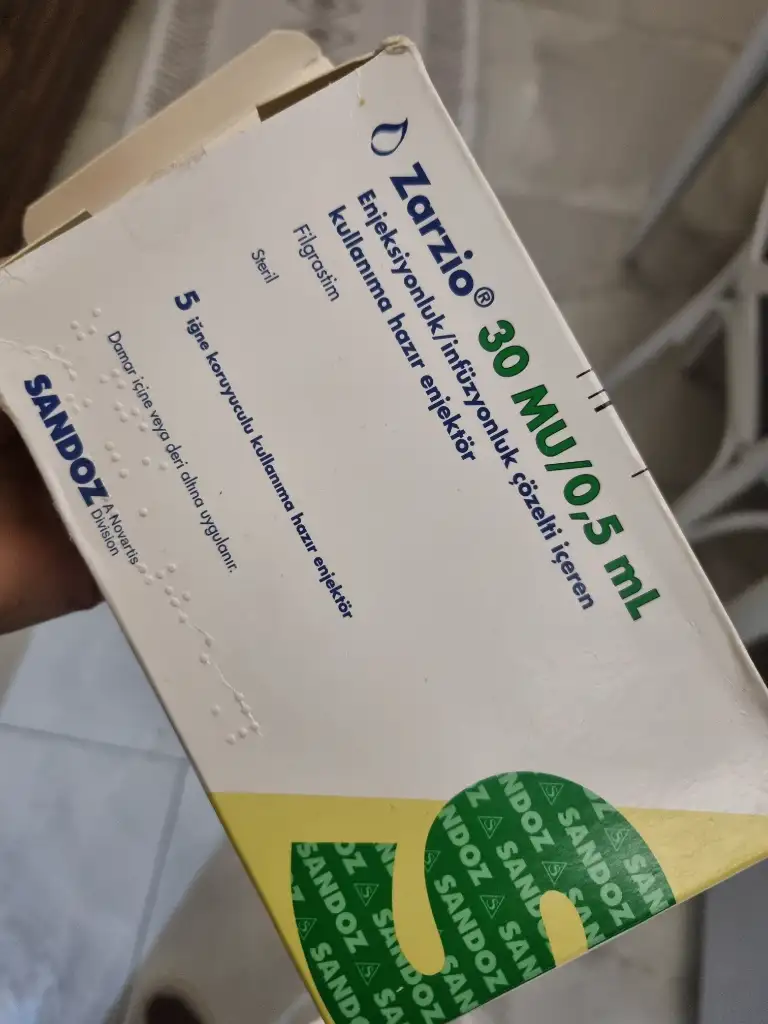 Zarzio® 30 MU/0,5 mL
Enjeksiyonluk/infüzyonluk çözelti içeren
kullanıma hazır enjektör
Filgrastim
Steril
5 iğne koruyuculu kullanıma hazır enjektör
Damar içine veya deri altına uygulanır.
SANDOZ A Novartis
Division
SANDOZ
SANDOZ
SANDOZ
SANDOZ